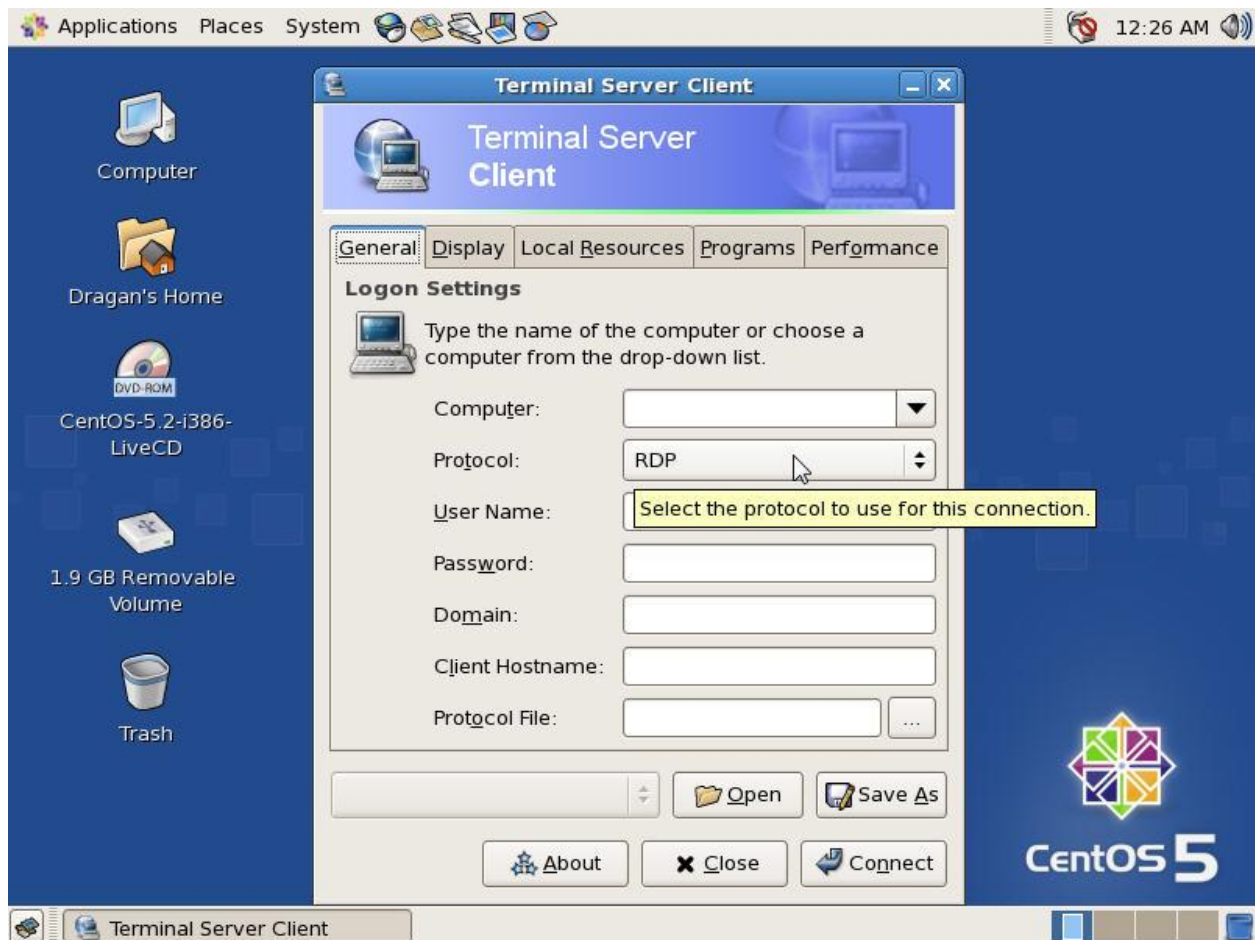 Applications Places System
12:26 AM
Computer
Dragan's Home
DVD-ROM
CentOS-5.2-i386-
LiveCD
1.9 GB Removable
Volume
Trash
Terminal Server Client
Terminal Server
Client
General Display Local Resources Programs Performance
Logon Settings
Type the name of the computer or choose a
computer from the drop-down list.
Computer:
Protocol: RDP
Select the protocol to use for this connection.
User Name:
Password:
Domain:
Client Hostname:
Protocol File: ...
Open Save As
About Close Connect
CentOS 5
Terminal Server Client